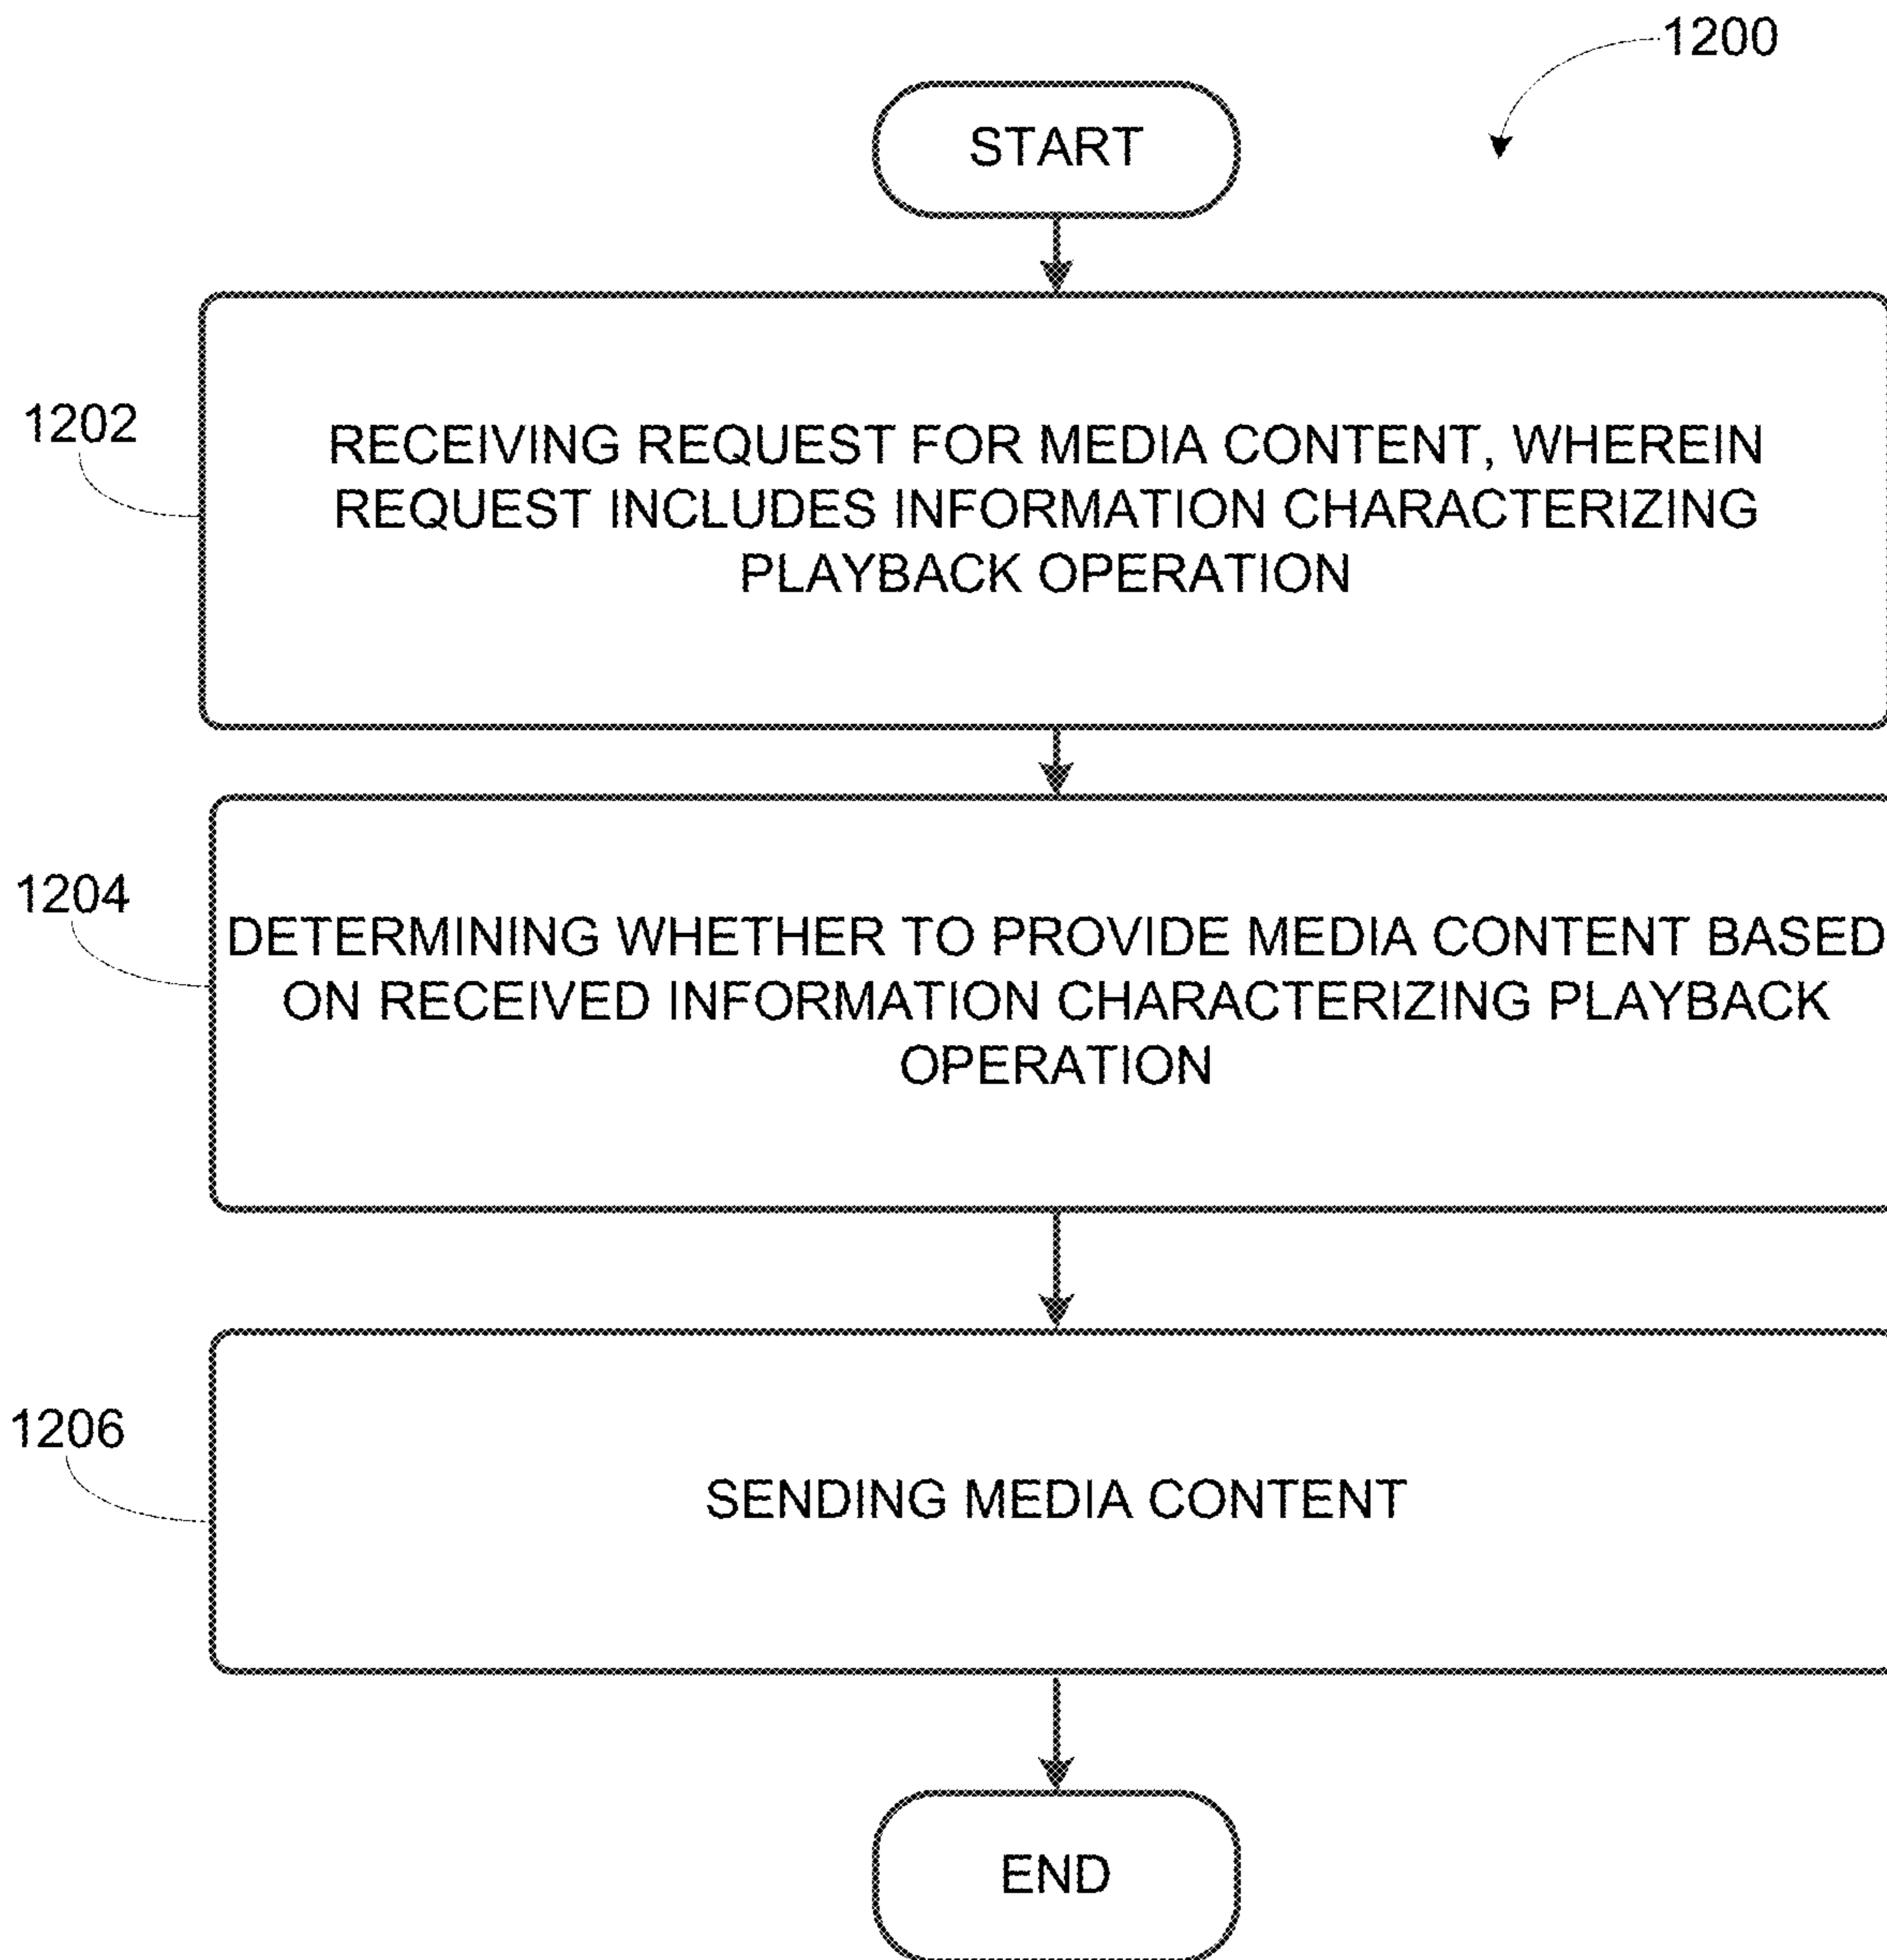 1200
START
1202
RECEIVING REQUEST FOR MEDIA CONTENT, WHEREIN
REQUEST INCLUDES INFORMATION CHARACTERIZING
PLAYBACK OPERATION
1204
DETERMINING WHETHER TO PROVIDE MEDIA CONTENT BASED
ON RECEIVED INFORMATION CHARACTERIZING PLAYBACK
OPERATION
1206
SENDING MEDIA CONTENT
END